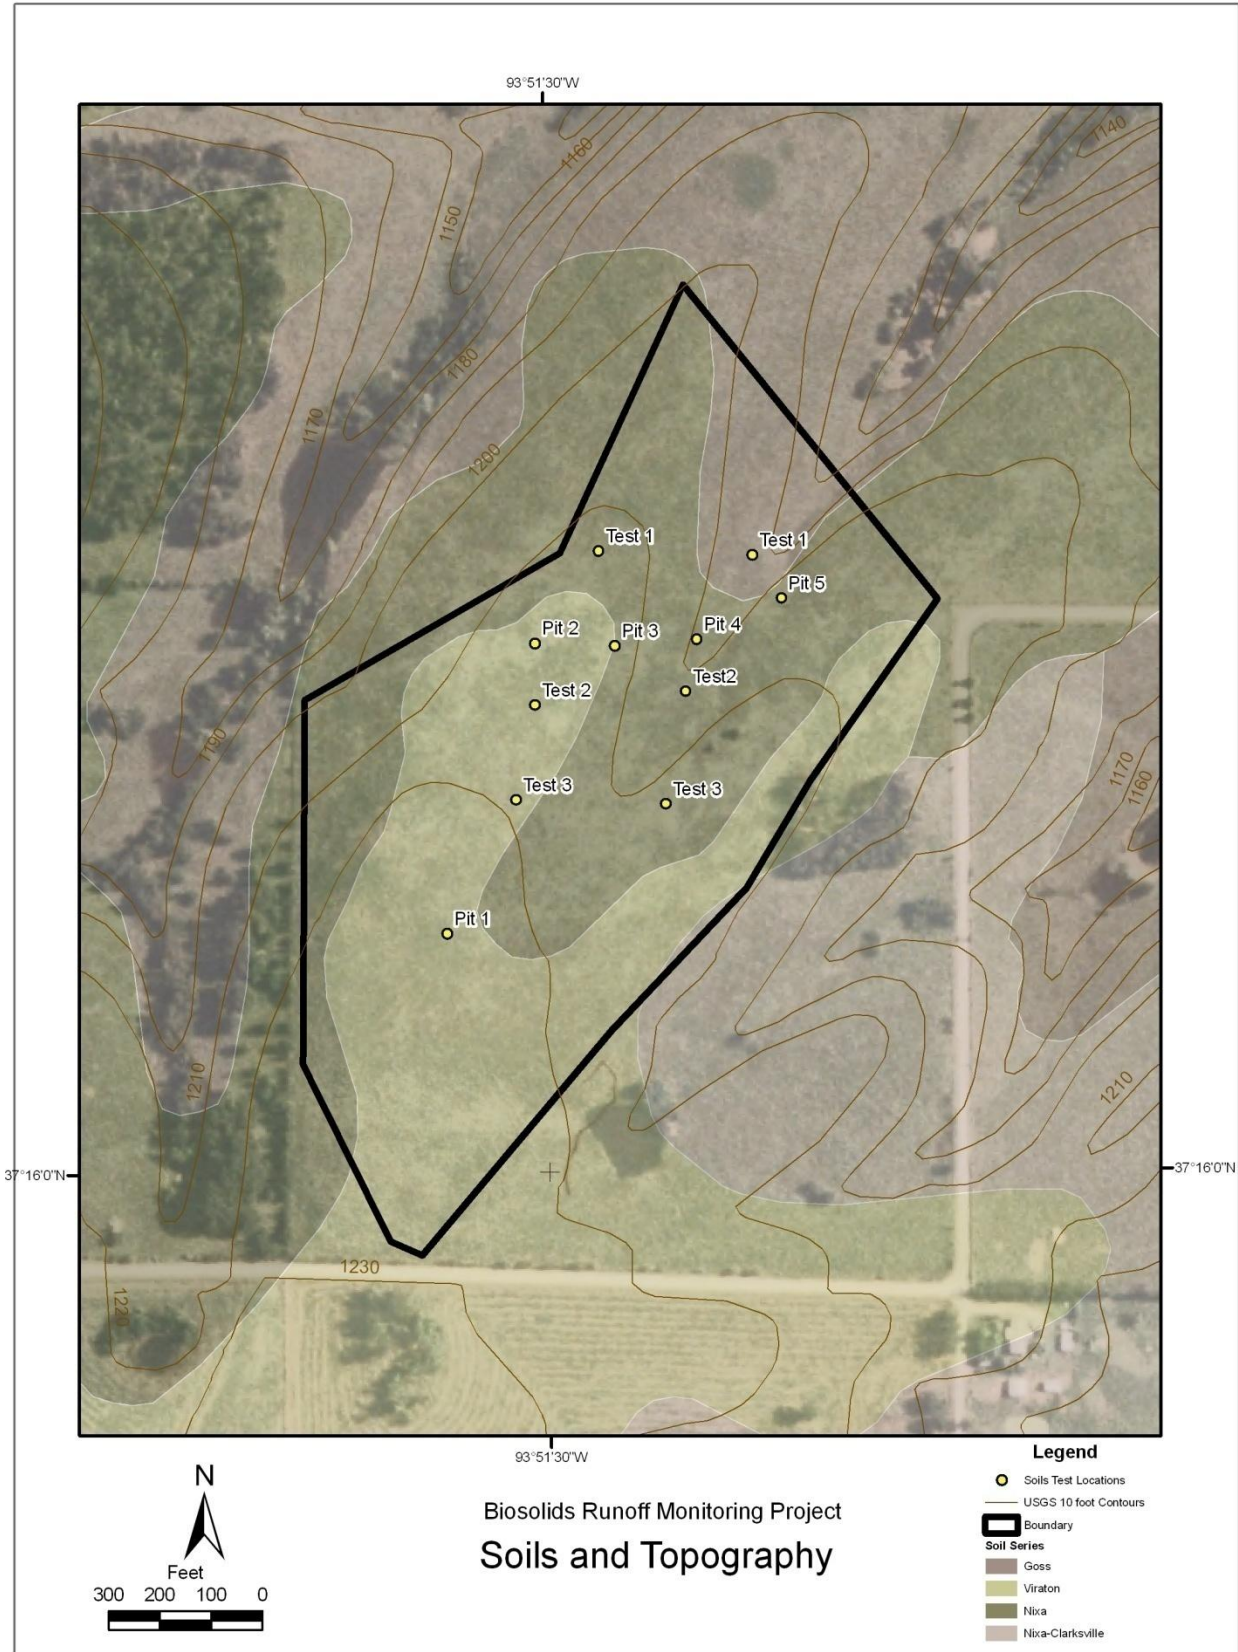 93°51'30"W
1140
1160
1150
1180
1170
1200
Test 1
Test 1
Pit 5
Pit 2
Pit 3
Pit 4
Test 2
Test2
1190
1170
1160
Test 3
Test 3
Pit 1
1210
1210
37°16'0"N
37°16'0"N
1230
1220
93°51'30"W
N
Feet
300 200 100 0
Biosolids Runoff Monitoring Project
Soils and Topography
Legend
Soils Test Locations
USGS 10 foot Contours
Boundary
Soil Series
Goss
Viraton
Nixa
Nixa-Clarksville